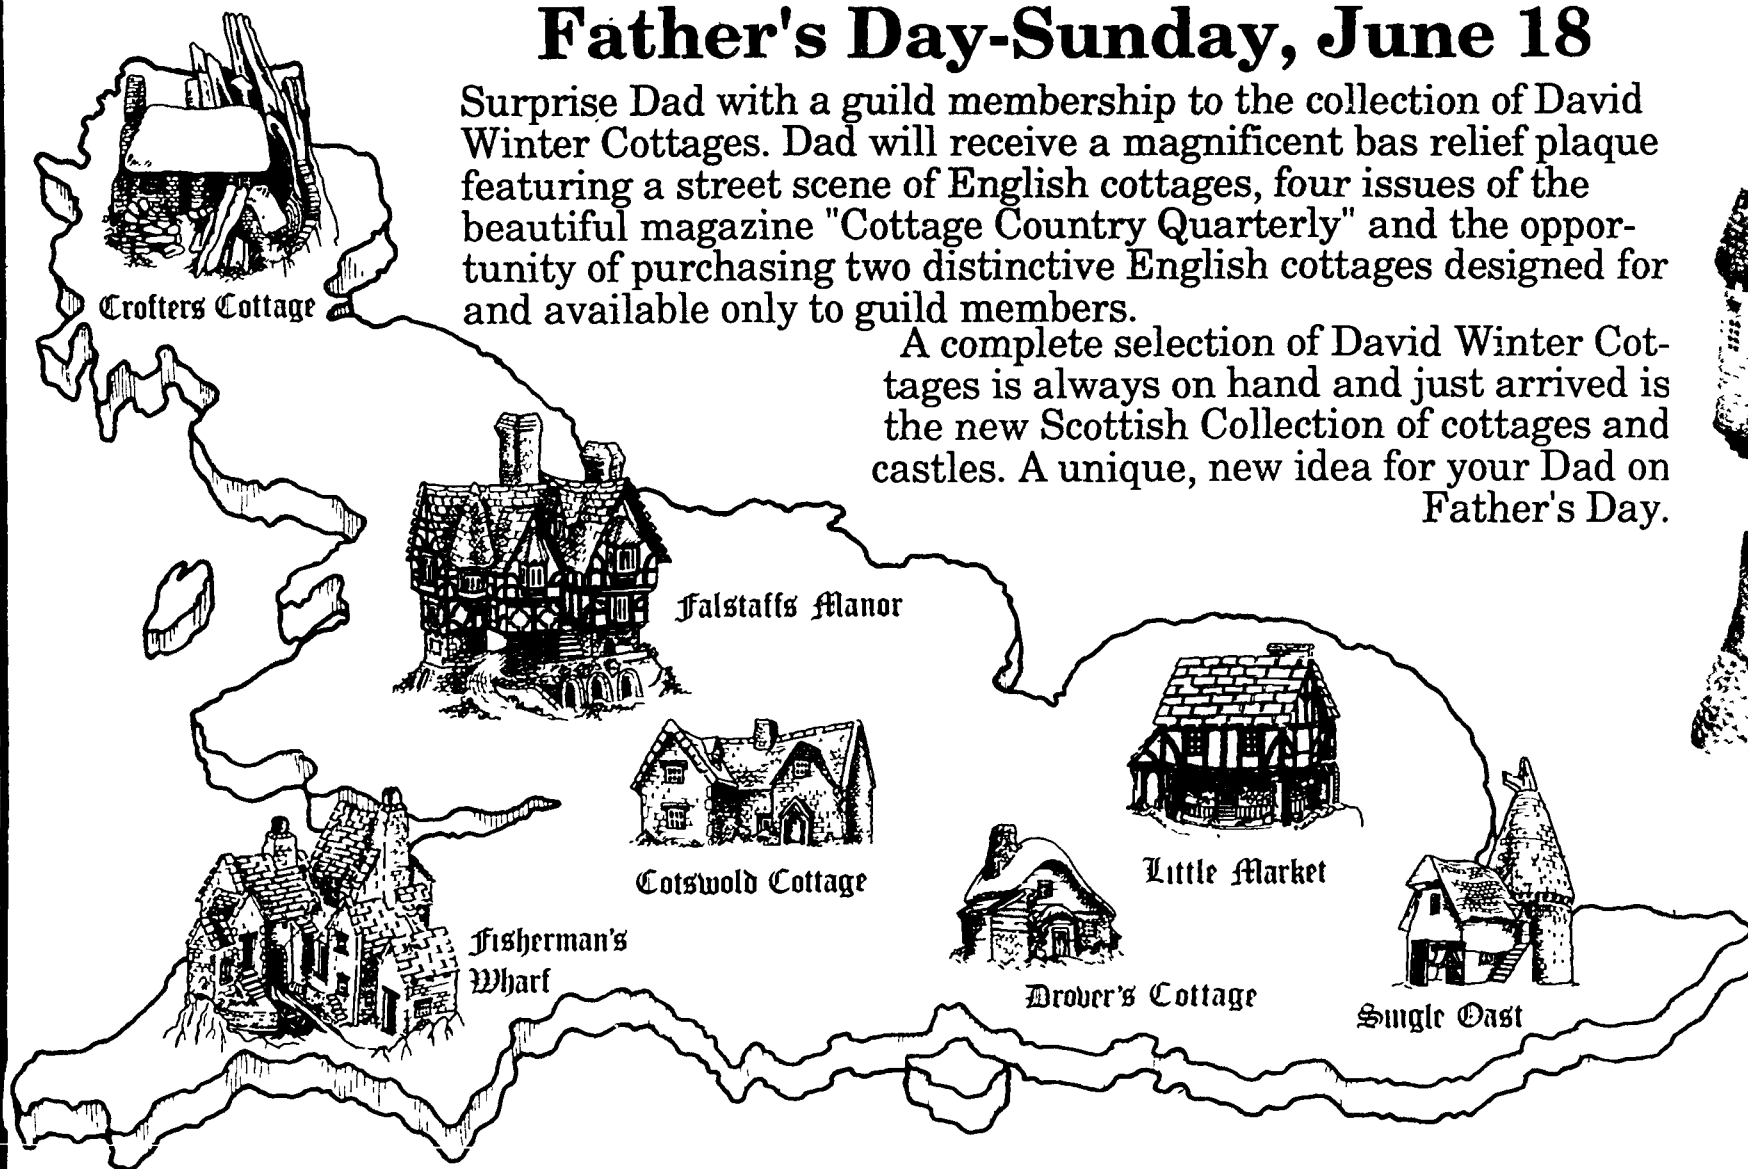 Father's Day-Sunday, June 18
Surprise Dad with a guild membership to the collection of David
Winter Cottages. Dad will receive a magnificent bas relief plaque
featuring a street scene of English cottages, four issues of the
beautiful magazine "Cottage Country Quarterly" and the oppor-
tunity of purchasing two distinctive English cottages designed for
and available only to guild members.
A complete selection of David Winter Cot-
tages is always on hand and just arrived is
the new Scottish Collection of cottages and
castles. A unique, new idea for your Dad on
Father's Day.
Crofters Cottage
Falstaffs Manor
Cotswold Cottage
Little Market
Fisherman's
Wharf
Drover's Cottage
Single Oast